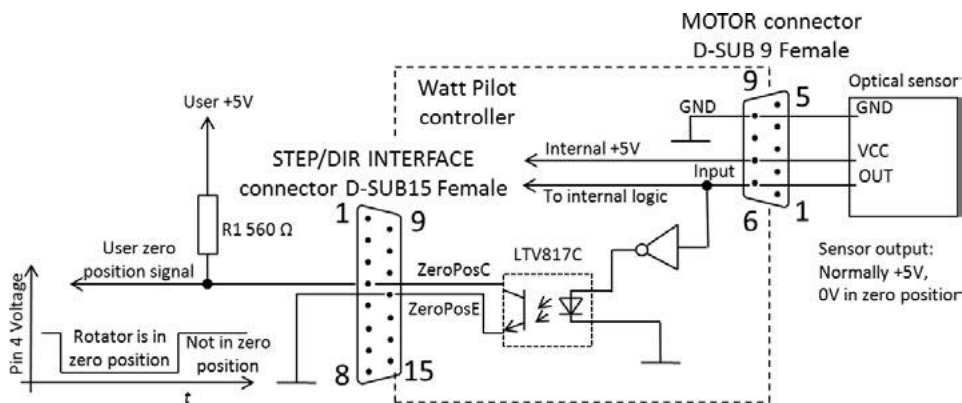 MOTOR connector
D-SUB 9 Female
Watt Pilot
controller
9
5
Optical sensor
GND
GND
User +5V
Internal +5V
VCC
STEP/DIR INTERFACE
connector D-SUB15 Female
Input
OUT
To internal logic
6
1
1
9
R1 560 Ω
LTV817C
Sensor output:
Normally +5V,
0V in zero position
User zero
position signal
ZeroPosC
ZeroPosE
Pin 4 Voltage
Rotator is in
zero position
Not in zero
position
8
15
t